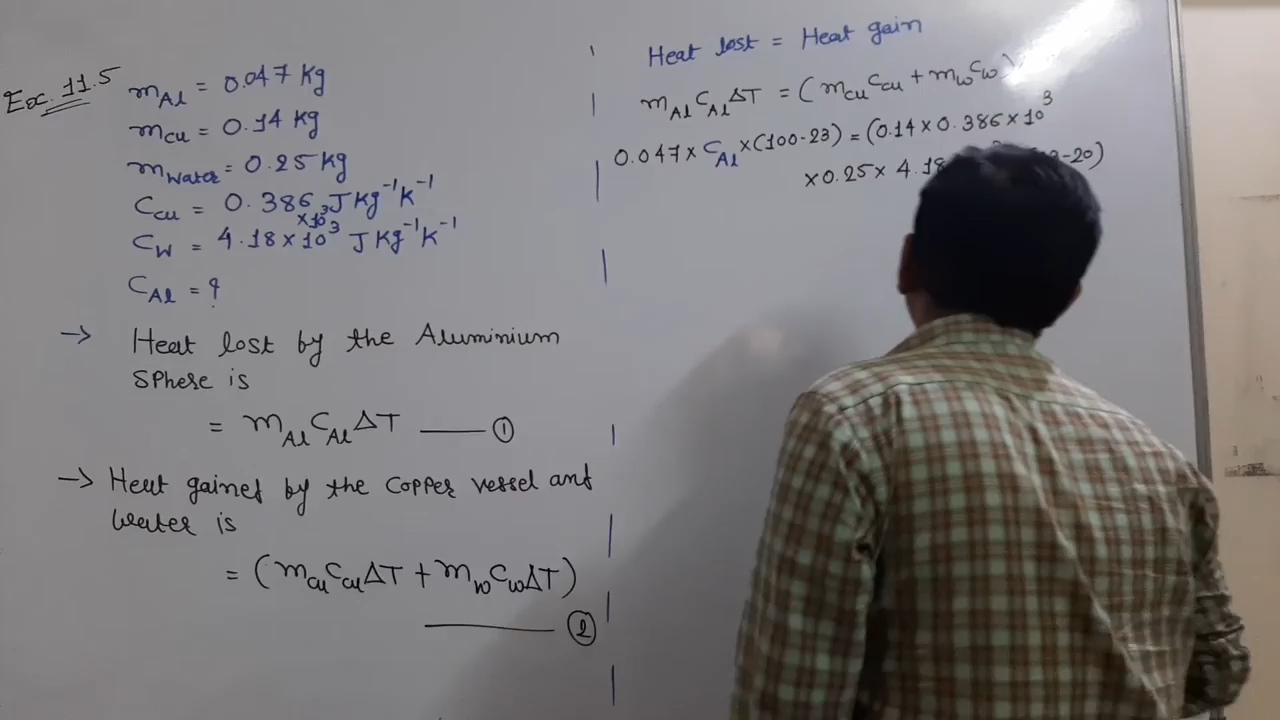 Exc. 11.5
m_Al = 0.047 Kg
m_cu = 0.14 kg
m_Water = 0.25 kg
C_cu = 0.386 ×10³ J Kg⁻¹ K⁻¹
C_W = 4.18 × 10³ J Kg⁻¹ K⁻¹
C_Al = ?
→ Heat lost by the Aluminium
Sphere is
= m_Al C_Al ΔT —— ①
→ Heat gained by the Copper vessel and
Water is
= (m_cu C_cu ΔT + m_w C_w ΔT)
—— ②
Heat lost = Heat gain
m_Al C_Al ΔT = (m_cu C_cu + m_w C_w)
0.047 × C_Al × (100-23) = (0.14 × 0.386 × 10³
× 0.25 × 4.18 -20)